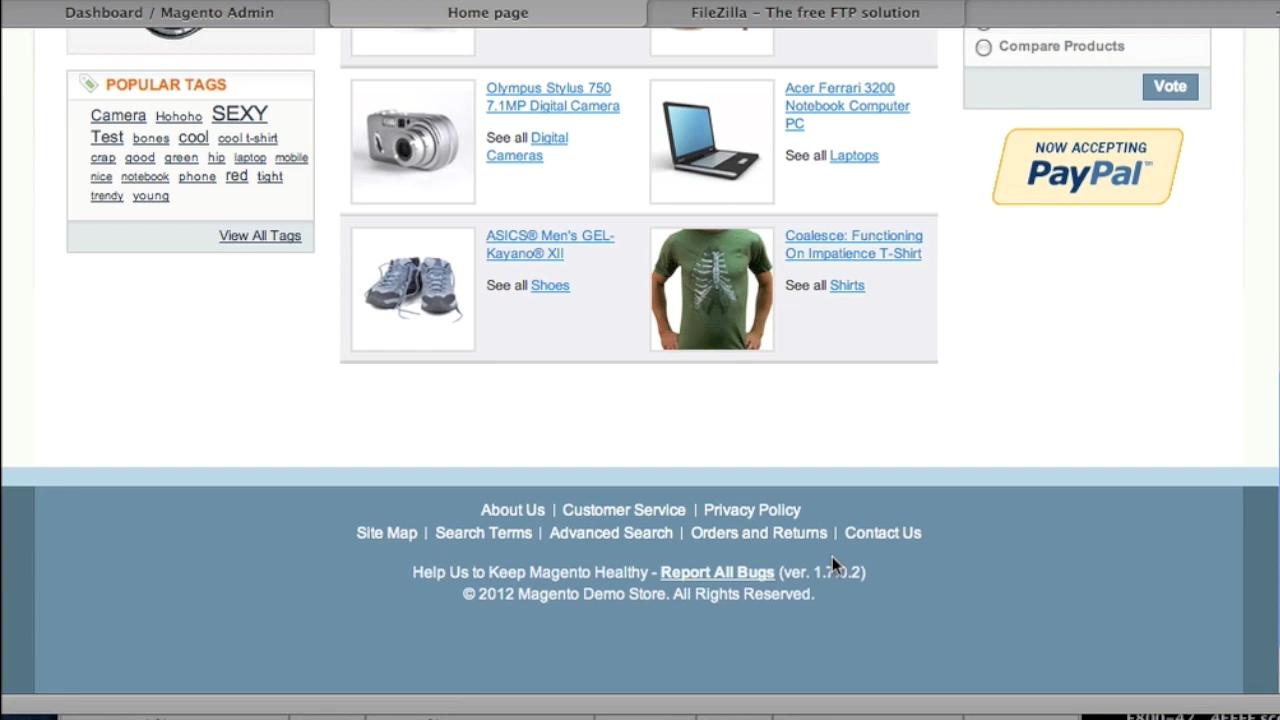 Dashboard / Magento Admin
Home page
FileZilla – The free FTP solution
POPULAR TAGS
Camera Hohoho SEXY
Test bones cool cool t-shirt
crap good green hip laptop mobile
nice notebook phone red tight
trendy young
View All Tags
Olympus Stylus 750
7.1MP Digital Camera
See all Digital
Cameras
Acer Ferrari 3200
Notebook Computer
PC
See all Laptops
ASICS® Men's GEL-
Kayano® XII
See all Shoes
Coalesce: Functioning
On Impatience T-Shirt
See all Shirts
Compare Products
Vote
NOW ACCEPTING
PayPal™
About Us | Customer Service | Privacy Policy
Site Map | Search Terms | Advanced Search | Orders and Returns | Contact Us
Help Us to Keep Magento Healthy - Report All Bugs (ver. 1.7.0.2)
© 2012 Magento Demo Store. All Rights Reserved.